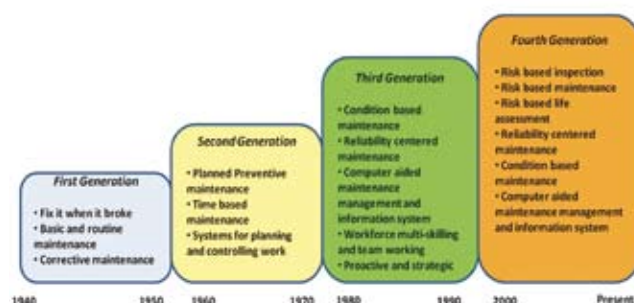 First Generation
• Fix it when it broke
• Basic and routine
maintenance
• Corrective maintenance
Second Generation
• Planned Preventive
maintenance
• Time based
maintenance
• Systems for planning
and controlling work
Third Generation
• Condition based
maintenance
• Reliability centered
maintenance
• Computer aided
maintenance
management and
information system
• Workforce multi-skilling
and team working
• Proactive and strategic
Fourth Generation
• Risk based inspection
• Risk based maintenance
• Risk based life
assessment
• Reliability centered
maintenance
• Condition based
maintenance
• Computer aided
maintenance management
and information system
1940 1950 1960 1970 1980 1990 2000 Present